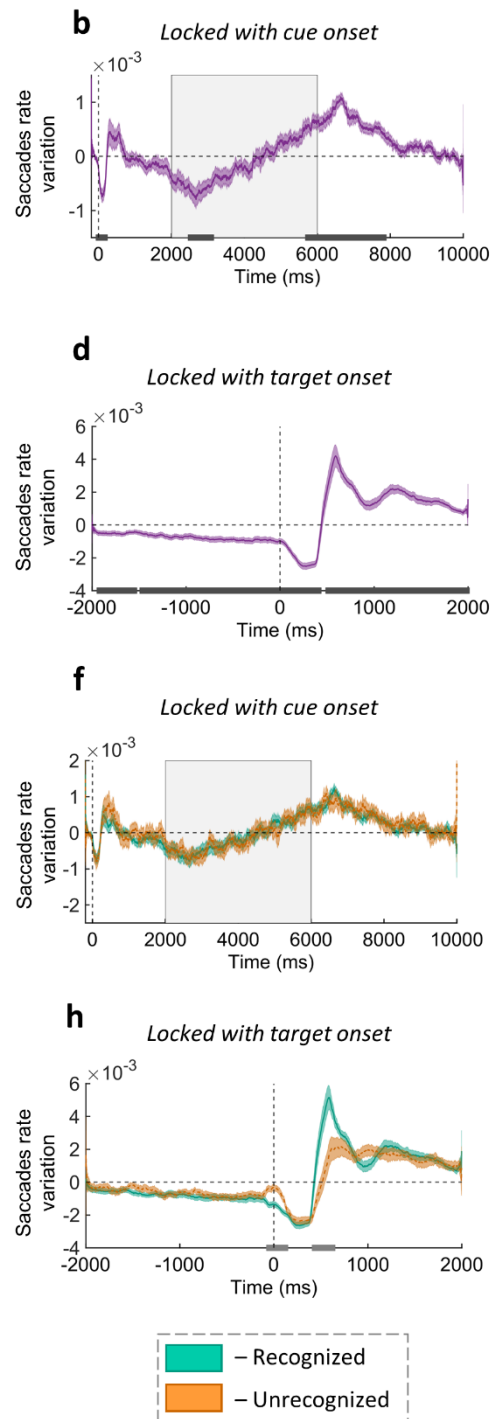 b
Locked with cue onset
×10-3
1
0
-1
Saccades rate
variation
0 2000 4000 6000 8000 10000
Time (ms)
d
Locked with target onset
×10-3
6
4
2
0
-2
-4
Saccades rate
variation
-2000 -1000 0 1000 2000
Time (ms)
f
Locked with cue onset
×10-3
2
1
0
-1
-2
Saccades rate
variation
0 2000 4000 6000 8000 10000
Time (ms)
h
Locked with target onset
×10-3
6
4
2
0
-2
-4
Saccades rate
variation
-2000 -1000 0 1000 2000
Time (ms)
– Recognized
– Unrecognized